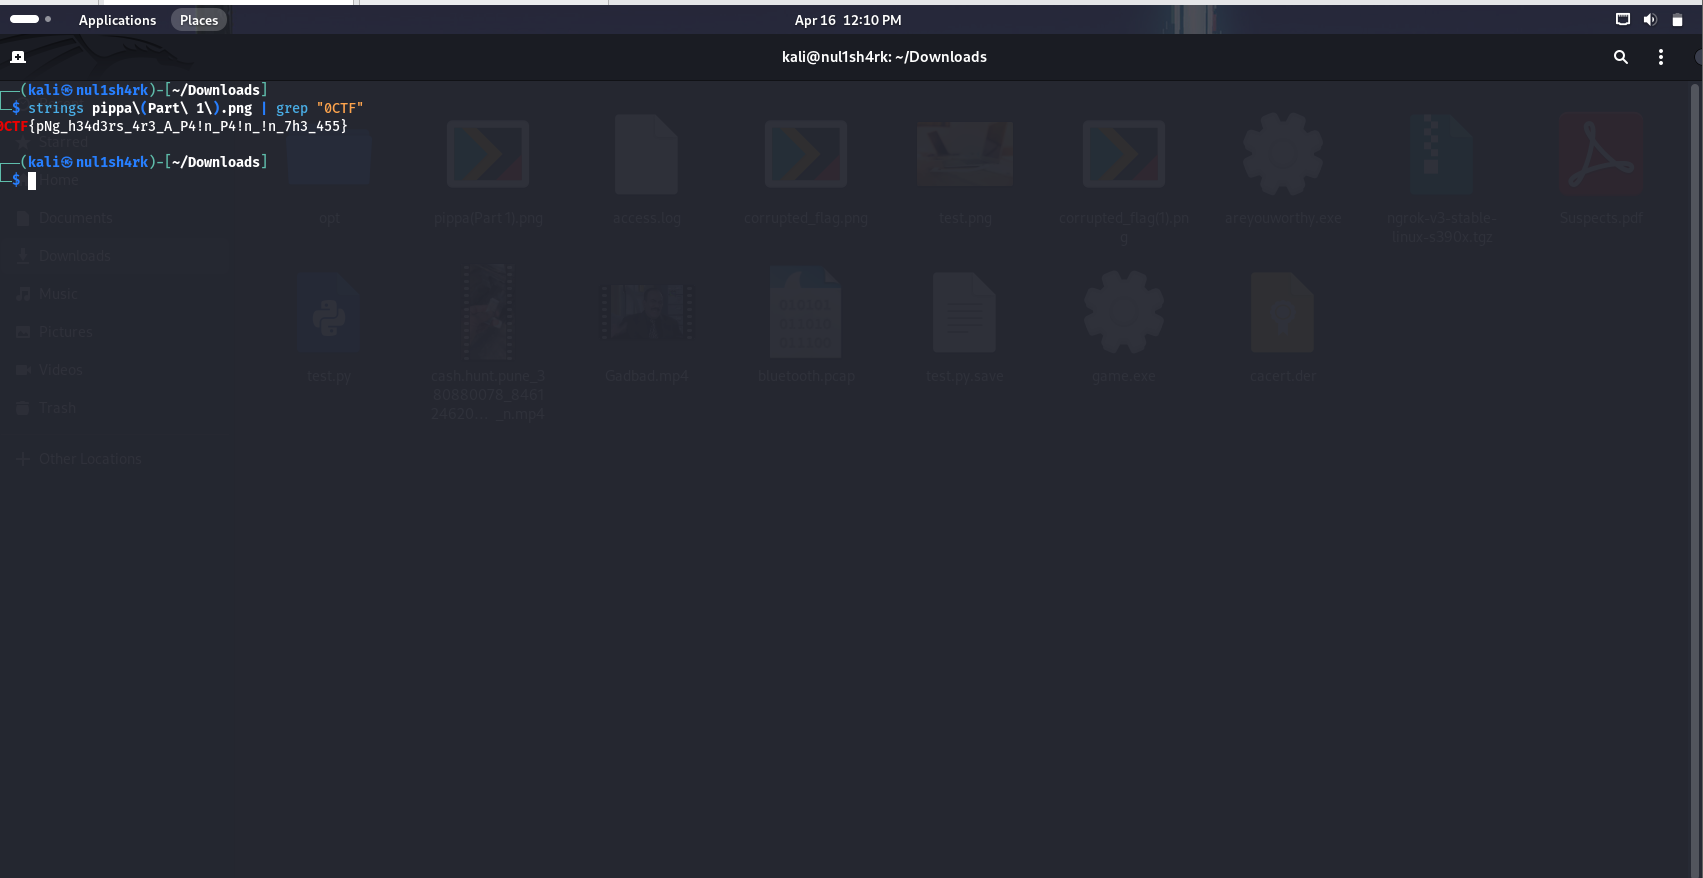 Applications Places Apr 16 12:10 PM
kali@nul1sh4rk: ~/Downloads
┌──(kali㉿nul1sh4rk)-[~/Downloads]
└─$ strings pippa\(Part\ 1\).png | grep "0CTF"
0CTF{pNg_h34d3rs_4r3_A_P4!n_P4!n_!n_7h3_455}
Starred
┌──(kali㉿nul1sh4rk)-[~/Downloads]
└─$
Home
Documents
opt pippa(Part 1).png access.log corrupted_flag.png test.png corrupted_flag(1).pn
g
areyouworthy.exe ngrok-v3-stable-
linux-s390x.tgz
Suspects.pdf
Downloads
Music
Pictures
Videos
test.py cash.hunt.pune_3
80880078_8461
24620.... _n.mp4
Gadbad.mp4 bluetooth.pcap test.py.save game.exe cacert.der
Trash
Other Locations